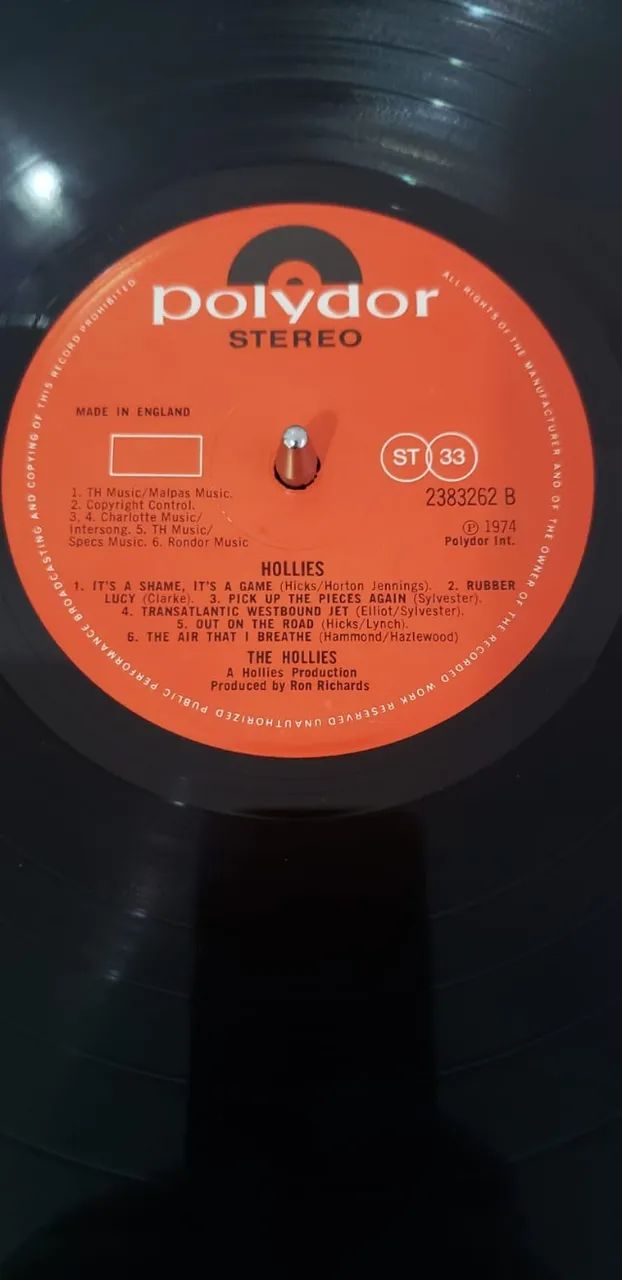 polydor
STEREO
MADE IN ENGLAND
ST 33
1. TH Music/Malpas Music.
2. Copyright Control.
3, 4. Charlotte Music/
Intersong. 5. TH Music/
Specs Music. 6. Rondor Music
2383262 B
Ⓟ 1974
Polydor Int.
HOLLIES
1. IT'S A SHAME, IT'S A GAME (Hicks/Horton Jennings). 2. RUBBER
LUCY (Clarke). 3. PICK UP THE PIECES AGAIN (Sylvester).
4. TRANSATLANTIC WESTBOUND JET (Elliot/Sylvester).
5. OUT ON THE ROAD (Hicks/Lynch).
6. THE AIR THAT I BREATHE (Hammond/Hazlewood)
THE HOLLIES
A Hollies Production
Produced by Ron Richards
ALL RIGHTS OF THE MANUFACTURER AND OF THE OWNER OF THE RECORDED WORK RESERVED UNAUTHORIZED PUBLIC PERFORMANCE BROADCASTING AND COPYING OF THIS RECORD PROHIBITED